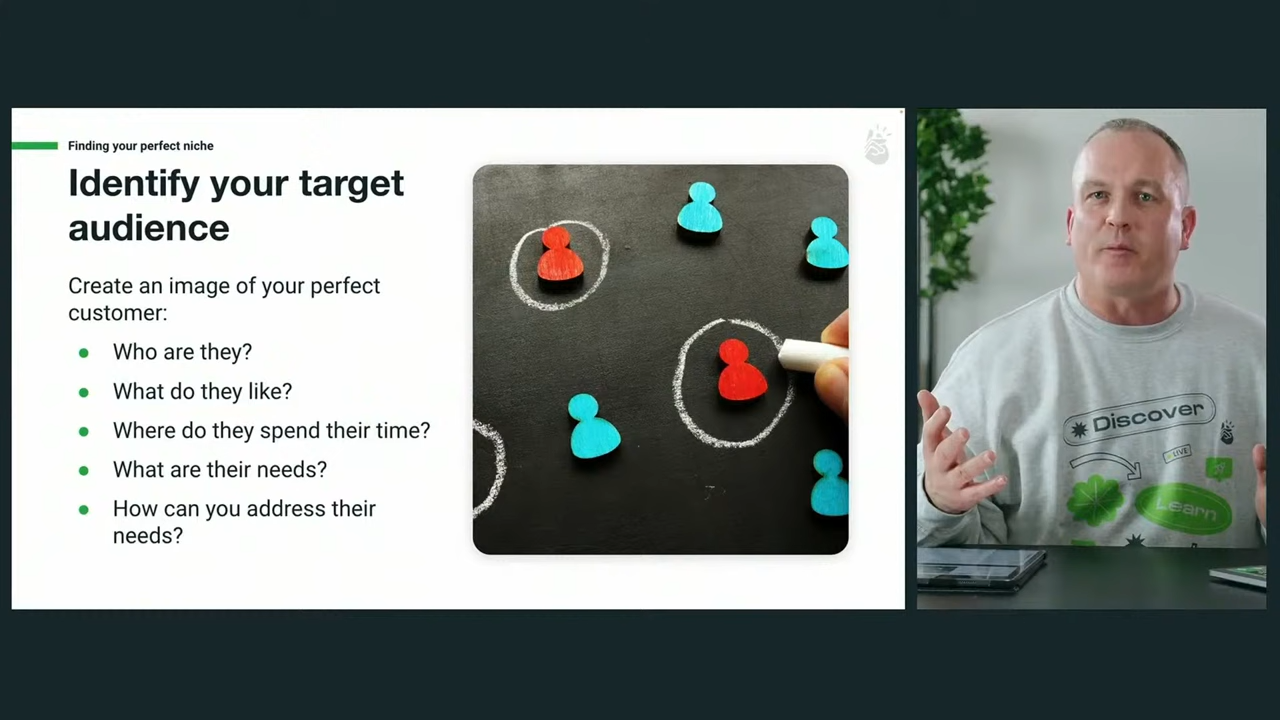 Finding your perfect niche
Identify your target
audience
Create an image of your perfect
customer:
Who are they?
What do they like?
Where do they spend their time?
What are their needs?
How can you address their
needs?
Discover
LIVE
Learn